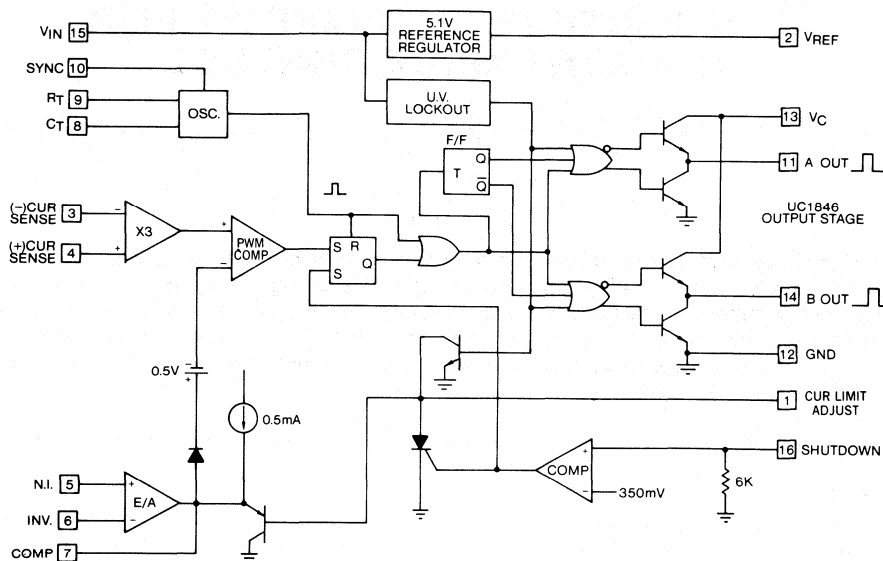 VIN 15
5.1V
REFERENCE
REGULATOR
2 VREF
SYNC 10
RT 9
CT 8
OSC.
U.V.
LOCKOUT
F/F
T
Q
Q̅
13 VC
11 A OUT
UC1846
OUTPUT STAGE
(−)CUR
SENSE 3
−
(+)CUR
SENSE 4
+
X3
+
−
PWM
COMP
S
R
Q
S
14 B OUT
12 GND
1 CUR LIMIT
ADJUST
0.5V
−
+
0.5mA
16 SHUTDOWN
COMP
+
−
350mV
6K
N.I. 5
+
INV. 6
−
E/A
COMP 7